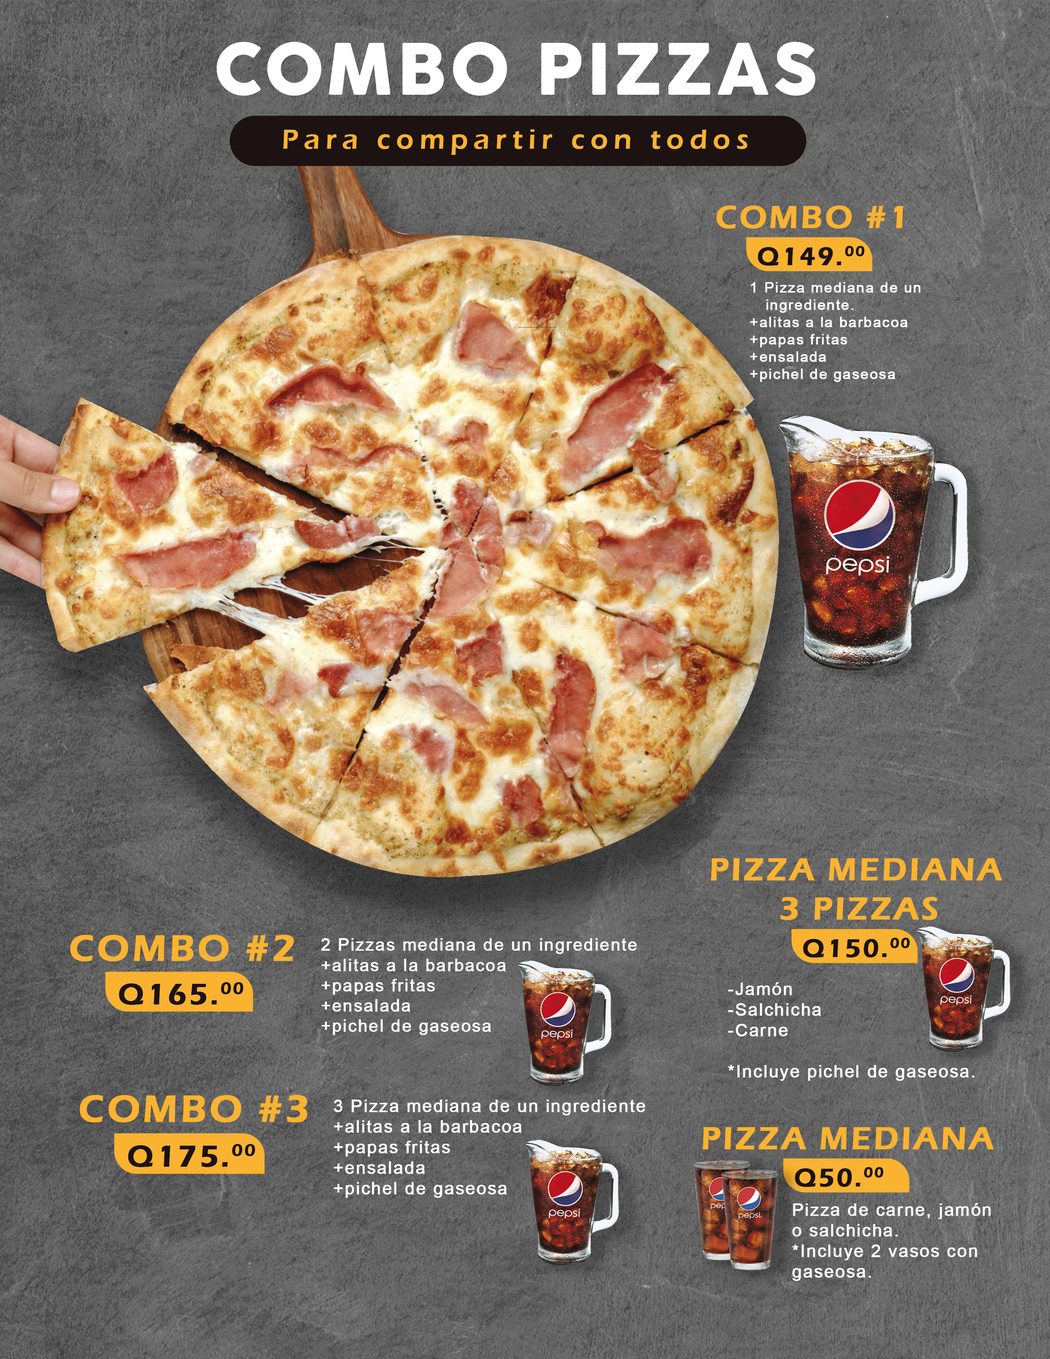 COMBO PIZZAS
Para compartir con todos
COMBO #1
Q149.00
1 Pizza mediana de un
ingrediente.
+alitas a la barbacoa
+papas fritas
+ensalada
+pichel de gaseosa
pepsi
PIZZA MEDIANA
3 PIZZAS
Q150.00
-Jamón
-Salchicha
-Carne
*Incluye pichel de gaseosa.
pepsi
COMBO #2
Q165.00
2 Pizzas mediana de un ingrediente
+alitas a la barbacoa
+papas fritas
+ensalada
+pichel de gaseosa
pepsi
COMBO #3
Q175.00
3 Pizza mediana de un ingrediente
+alitas a la barbacoa
+papas fritas
+ensalada
+pichel de gaseosa
pepsi
PIZZA MEDIANA
Q50.00
Pizza de carne, jamón
o salchicha.
*Incluye 2 vasos con
gaseosa.
pep
pepsi